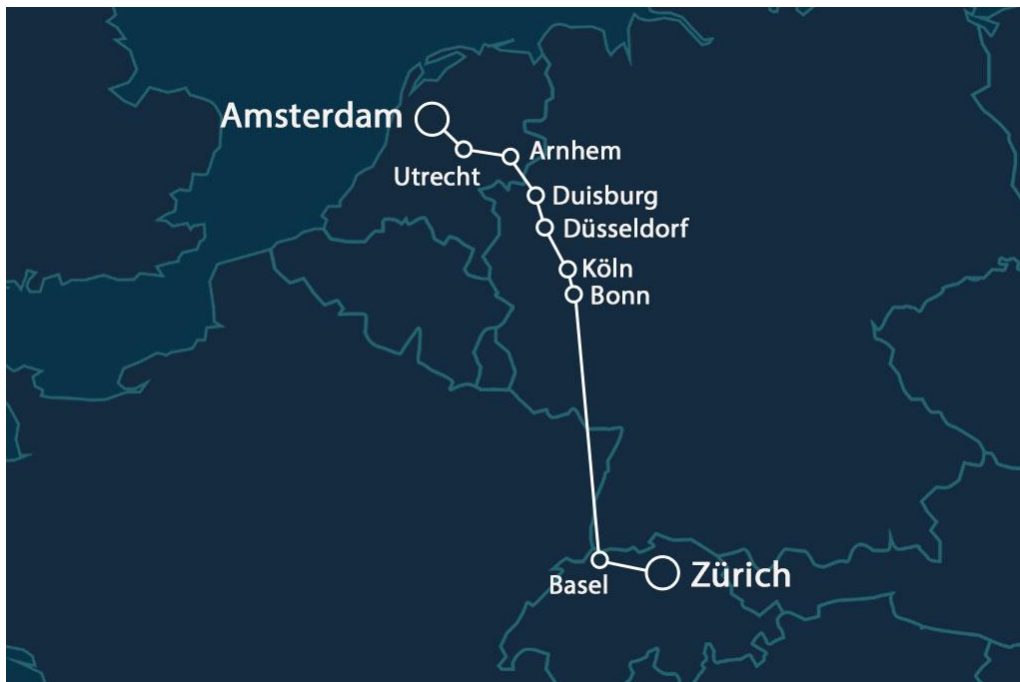 Amsterdam
Utrecht
Arnhem
Duisburg
Düsseldorf
Köln
Bonn
Basel
Zürich